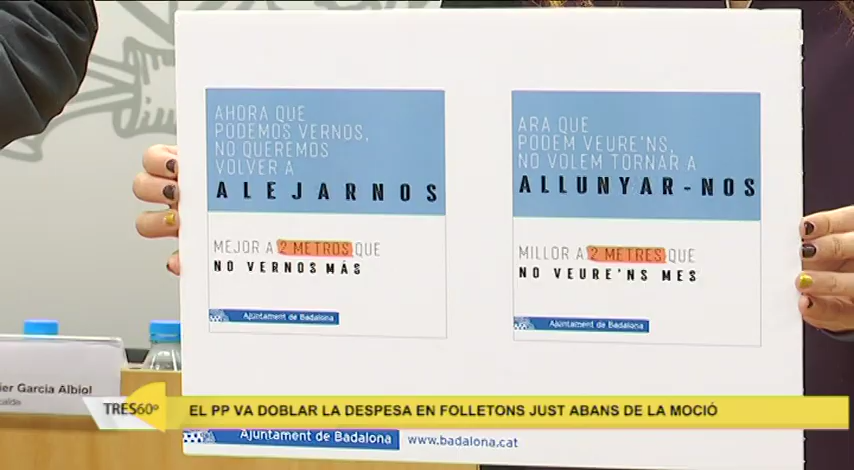 AHORA QUE
PODEMOS VERNOS,
NO QUEREMOS
VOLVER A
ALEJARNOS
MEJOR A 2 METROS QUE
NO VERNOS MÁS
Ajuntament de Badalona
ARA QUE
PODEM VEURE'NS,
NO VOLEM TORNAR A
ALLUNYAR-NOS
MILLOR A 2 METRES QUE
NO VEURE'NS MES
Ajuntament de Badalona
ier Garcia Albiol
calde
TRES60º
EL PP VA DOBLAR LA DESPESA EN FOLLETONS JUST ABANS DE LA MOCIÓ
Ajuntament de Badalona www.badalona.cat